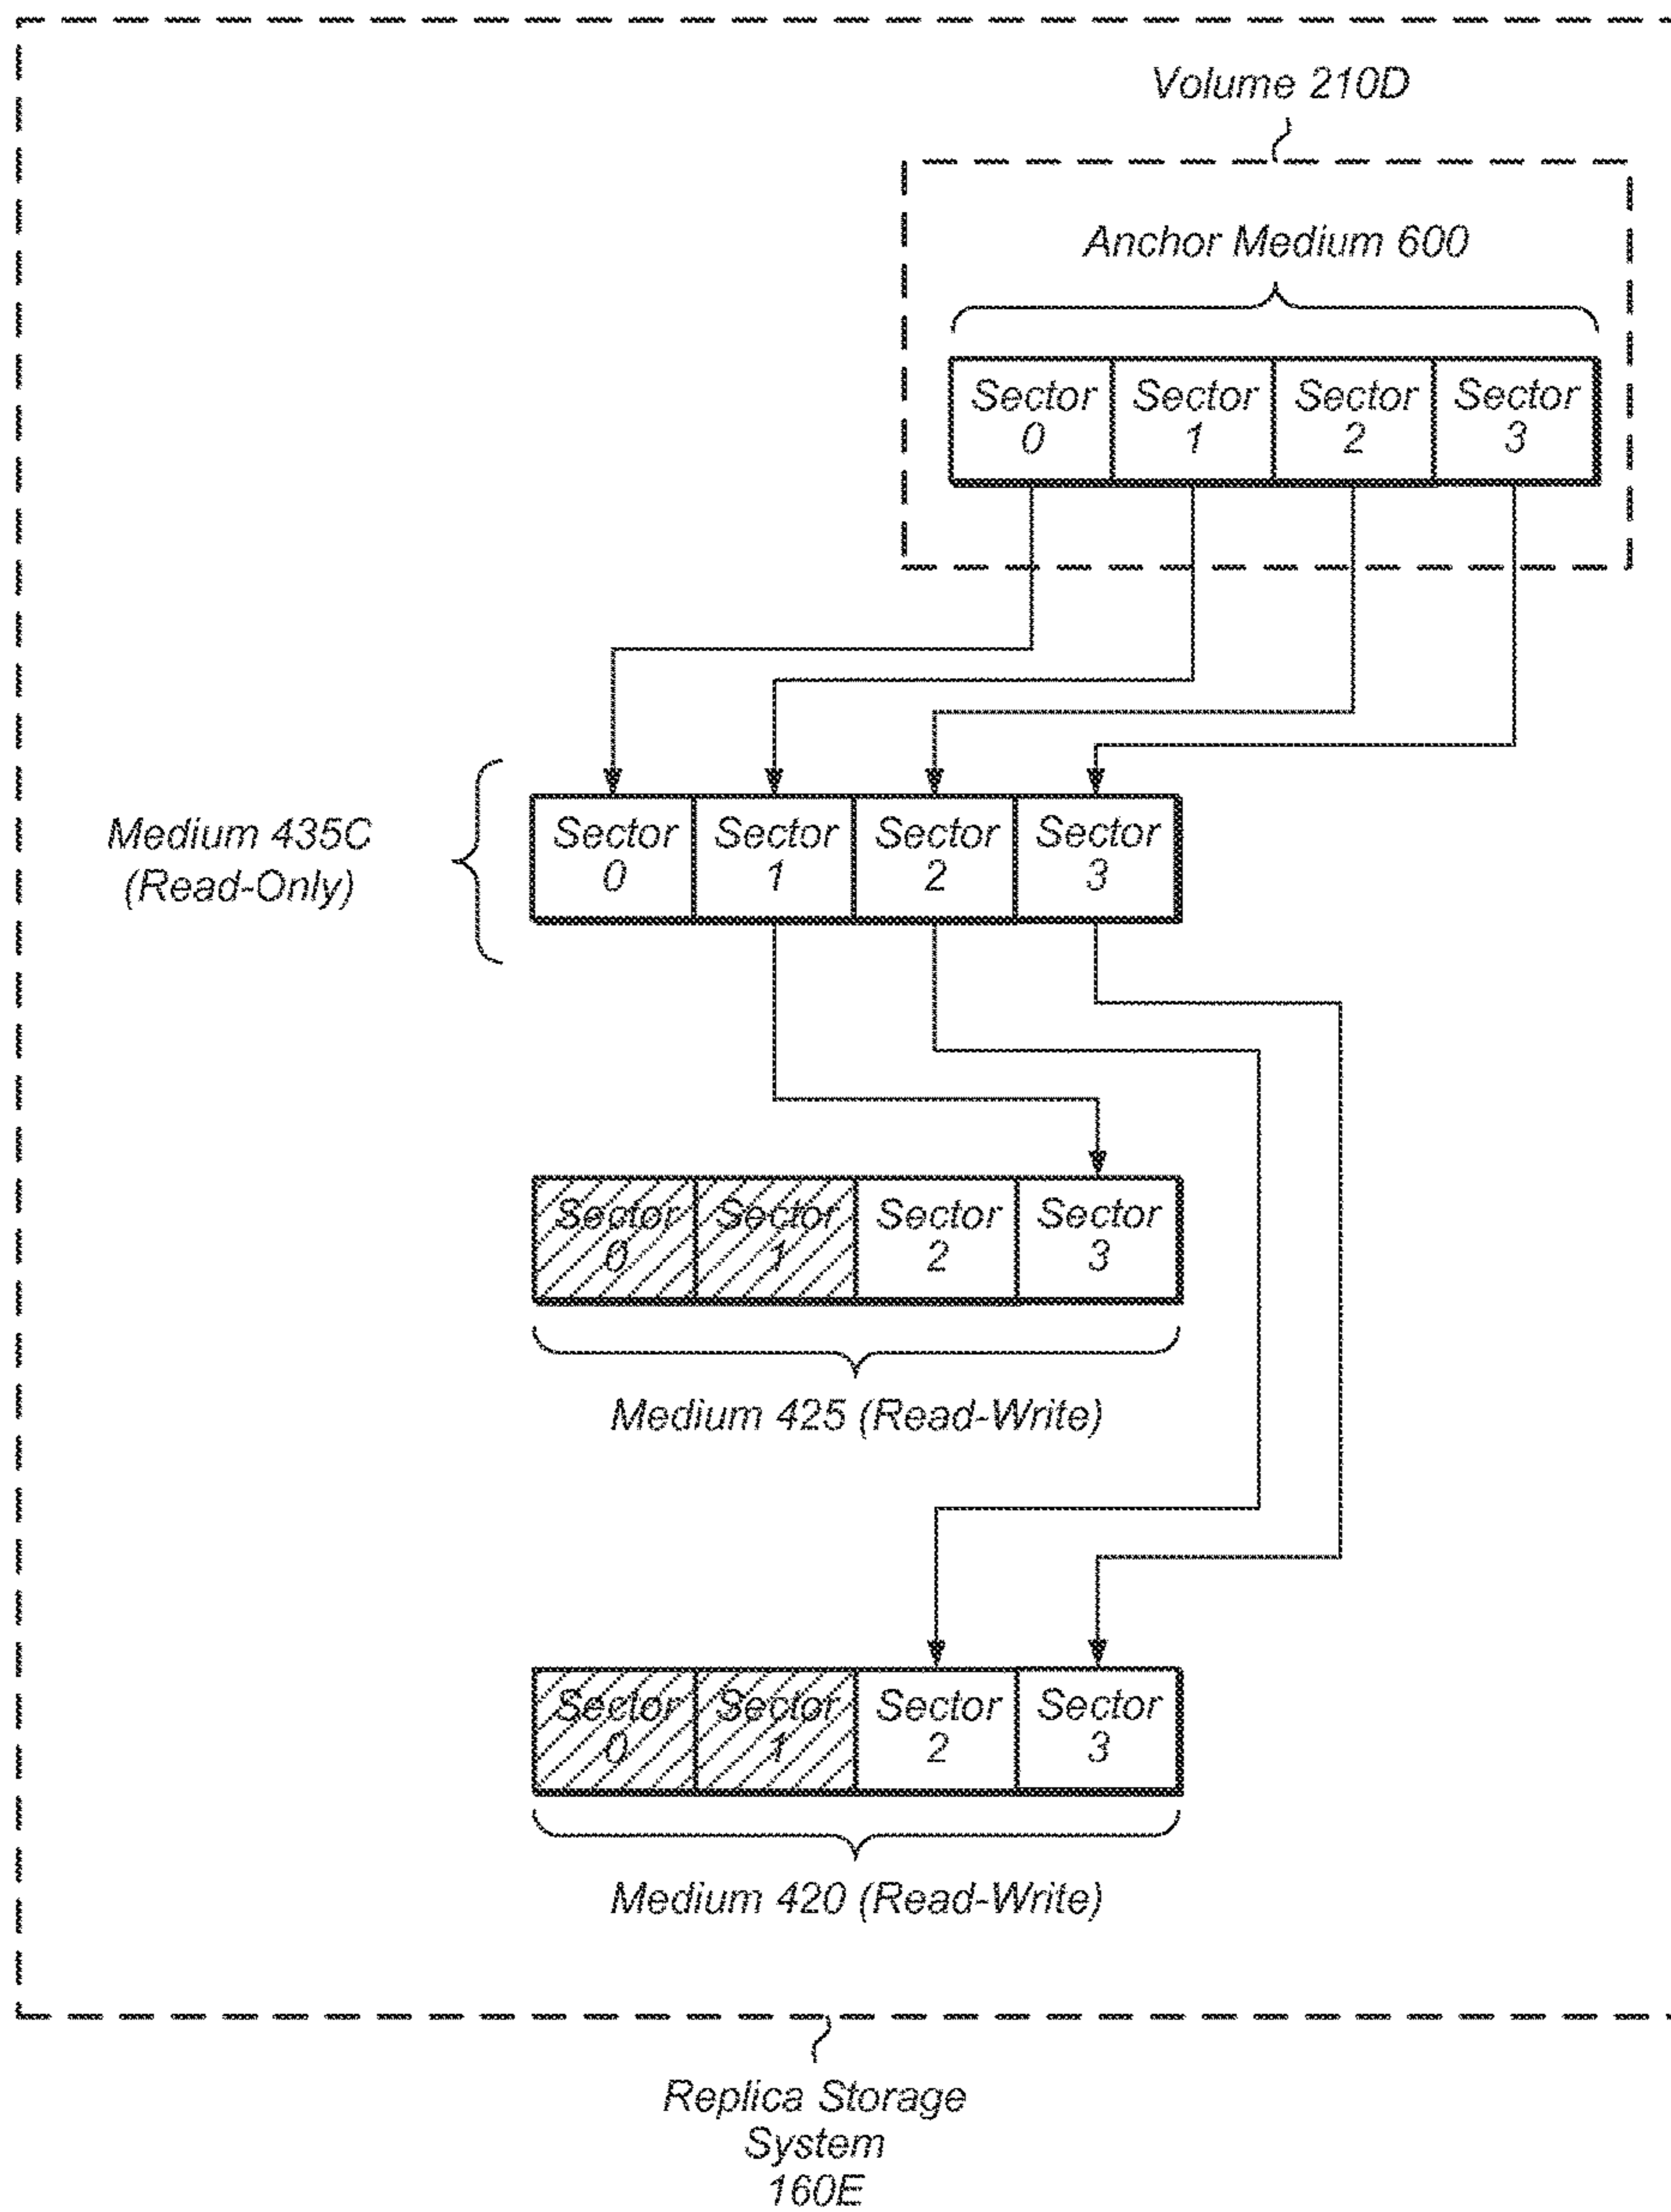 Volume 210D
Anchor Medium 600
Sector Sector Sector Sector
0 1 2 3
Medium 435C
(Read-Only)
Sector Sector Sector Sector
0 1 2 3
Sector Sector Sector Sector
0 1 2 3
Medium 425 (Read-Write)
Sector Sector Sector Sector
0 1 2 3
Medium 420 (Read-Write)
Replica Storage
System
160E